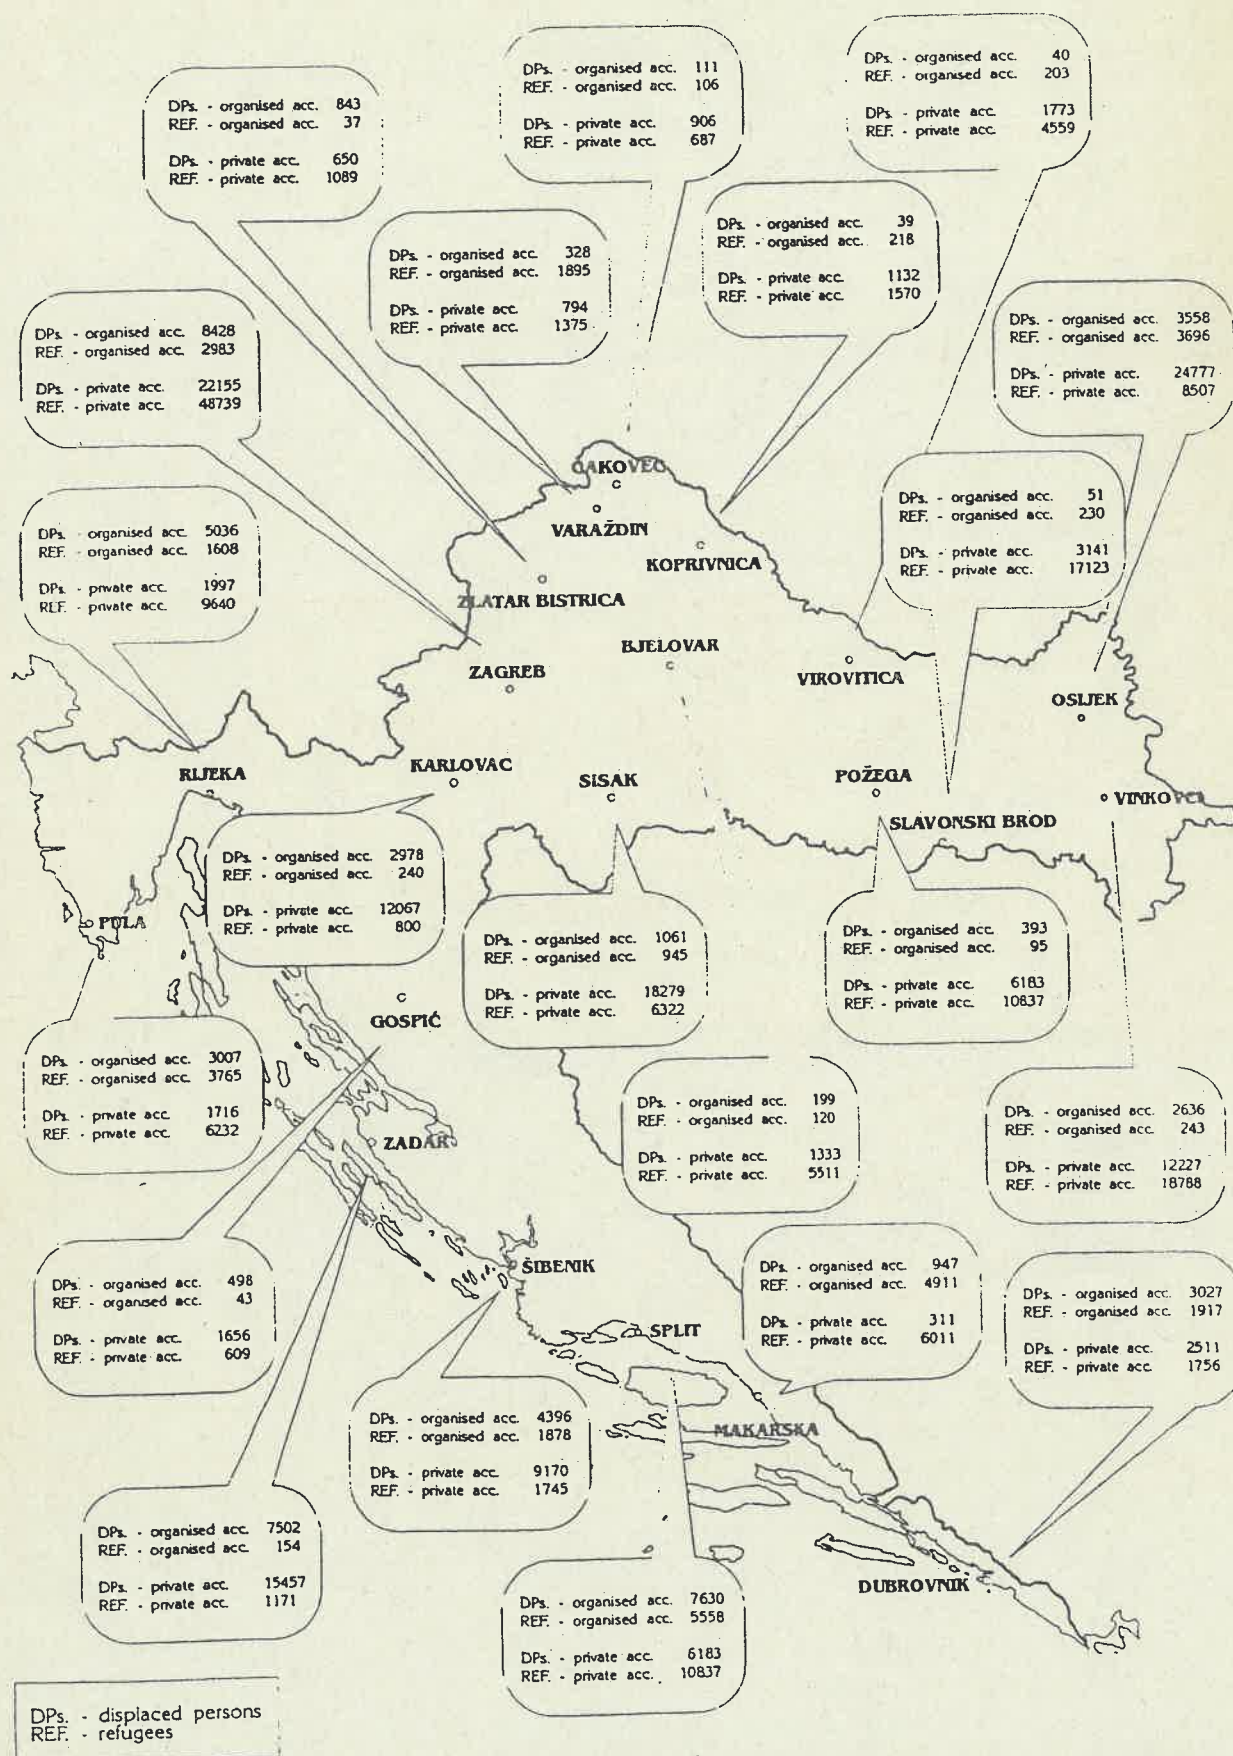 DPs. - organised acc. 111
REF. - organised acc. 106
DPs. - private acc. 906
REF. - private acc. 687
DPs. - organised acc. 40
REF. - organised acc. 203
DPs. - private acc. 1773
REF. - private acc. 4559
DPs. - organised acc. 843
REF. - organised acc. 37
DPs. - private acc. 650
REF. - private acc. 1089
DPs. - organised acc. 328
REF. - organised acc. 1895
DPs. - private acc. 794
REF. - private acc. 1375
DPs. - organised acc. 39
REF. - organised acc. 218
DPs. - private acc. 1132
REF. - private acc. 1570
DPs. - organised acc. 8428
REF. - organised acc. 2983
DPs. - private acc. 22155
REF. - private acc. 48739
DPs. - organised acc. 3558
REF. - organised acc. 3696
DPs. - private acc. 24777
REF. - private acc. 8507
ČAKOVEC
VARAŽDIN
KOPRIVNICA
DPs. - organised acc. 51
REF. - organised acc. 230
DPs. - private acc. 3141
REF. - private acc. 17123
DPs. - organised acc. 5036
REF. - organised acc. 1608
DPs. - private acc. 1997
REF. - private acc. 9640
ZLATAR BISTRICA
BJELOVAR
ZAGREB
VIROVITICA
OSIJEK
RIJEKA
KARLOVAC
SISAK
POŽEGA
VINKOVCI
SLAVONSKI BROD
DPs. - organised acc. 2978
REF. - organised acc. 240
DPs. - private acc. 12067
REF. - private acc. 800
PULA
DPs. - organised acc. 1061
REF. - organised acc. 945
DPs. - private acc. 18279
REF. - private acc. 6322
DPs. - organised acc. 393
REF. - organised acc. 95
DPs. - private acc. 6183
REF. - private acc. 10837
GOSPIĆ
DPs. - organised acc. 3007
REF. - organised acc. 3765
DPs. - private acc. 1716
REF. - private acc. 6232
ZADAR
DPs. - organised acc. 199
REF. - organised acc. 120
DPs. - private acc. 1333
REF. - private acc. 5511
DPs. - organised acc. 2636
REF. - organised acc. 243
DPs. - private acc. 12227
REF. - private acc. 18788
ŠIBENIK
DPs. - organised acc. 498
REF. - organised acc. 43
DPs. - private acc. 1656
REF. - private acc. 609
SPLIT
DPs. - organised acc. 947
REF. - organised acc. 4911
DPs. - private acc. 311
REF. - private acc. 6011
DPs. - organised acc. 3027
REF. - organised acc. 1917
DPs. - private acc. 2511
REF. - private acc. 1756
DPs. - organised acc. 4396
REF. - organised acc. 1878
DPs. - private acc. 9170
REF. - private acc. 1745
MAKARSKA
DPs. - organised acc. 7502
REF. - organised acc. 154
DPs. - private acc. 15457
REF. - private acc. 1171
DUBROVNIK
DPs. - organised acc. 7630
REF. - organised acc. 5558
DPs. - private acc. 6183
REF. - private acc. 10837
DPs. - displaced persons
REF. - refugees